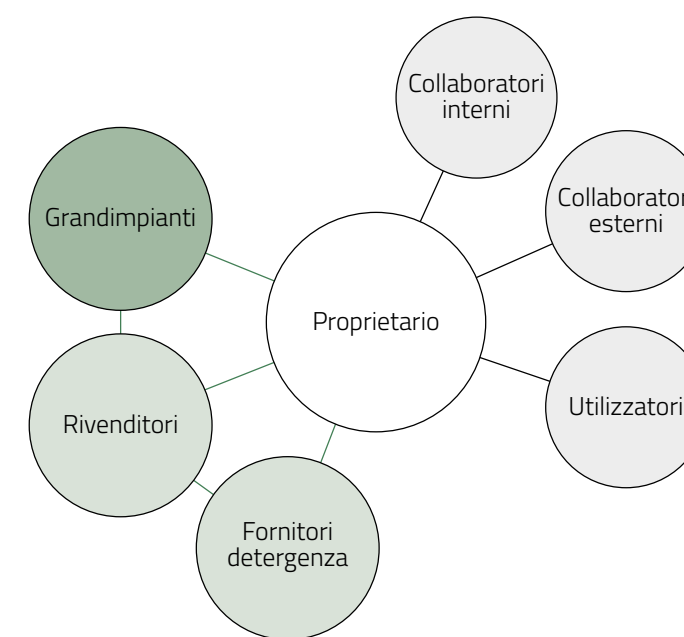 Collaboratori
interni
Collaborator
esterni
Grandimpianti
Proprietario
Utilizzatori
Rivenditori
Fornitori
detergenza